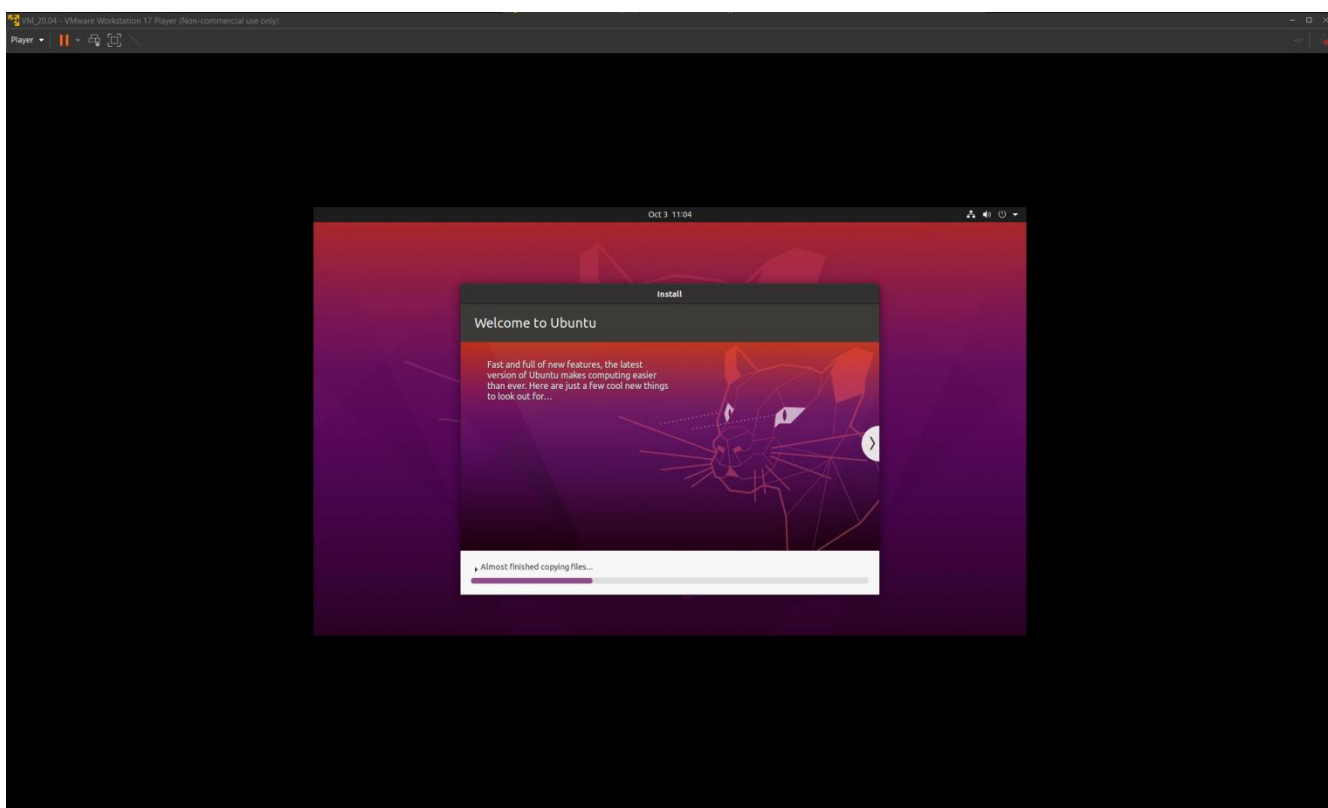 VM_20.04 - VMware Workstation 17 Player (Non-commercial use only)
Player
Oct 3 11:04
Install
Welcome to Ubuntu
Fast and full of new features, the latest
version of Ubuntu makes computing easier
than ever. Here are just a few cool new things
to look out for...
Almost finished copying files...